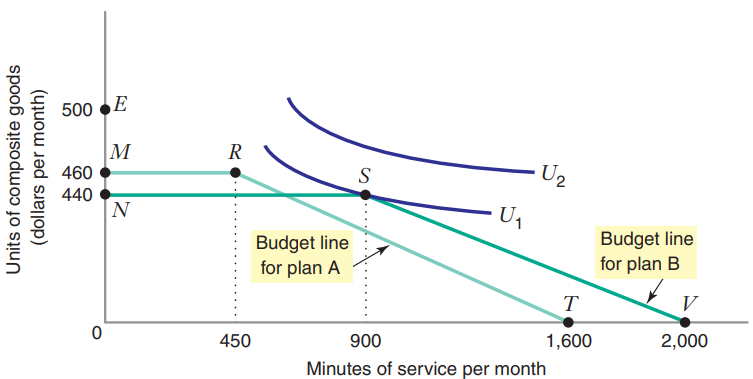 Units of composite goods
(dollars per month)
500 E
M
R
460
S
440
N
U2
U1
Budget line
for plan A
Budget line
for plan B
T
V
0
450
900
1,600
2,000
Minutes of service per month